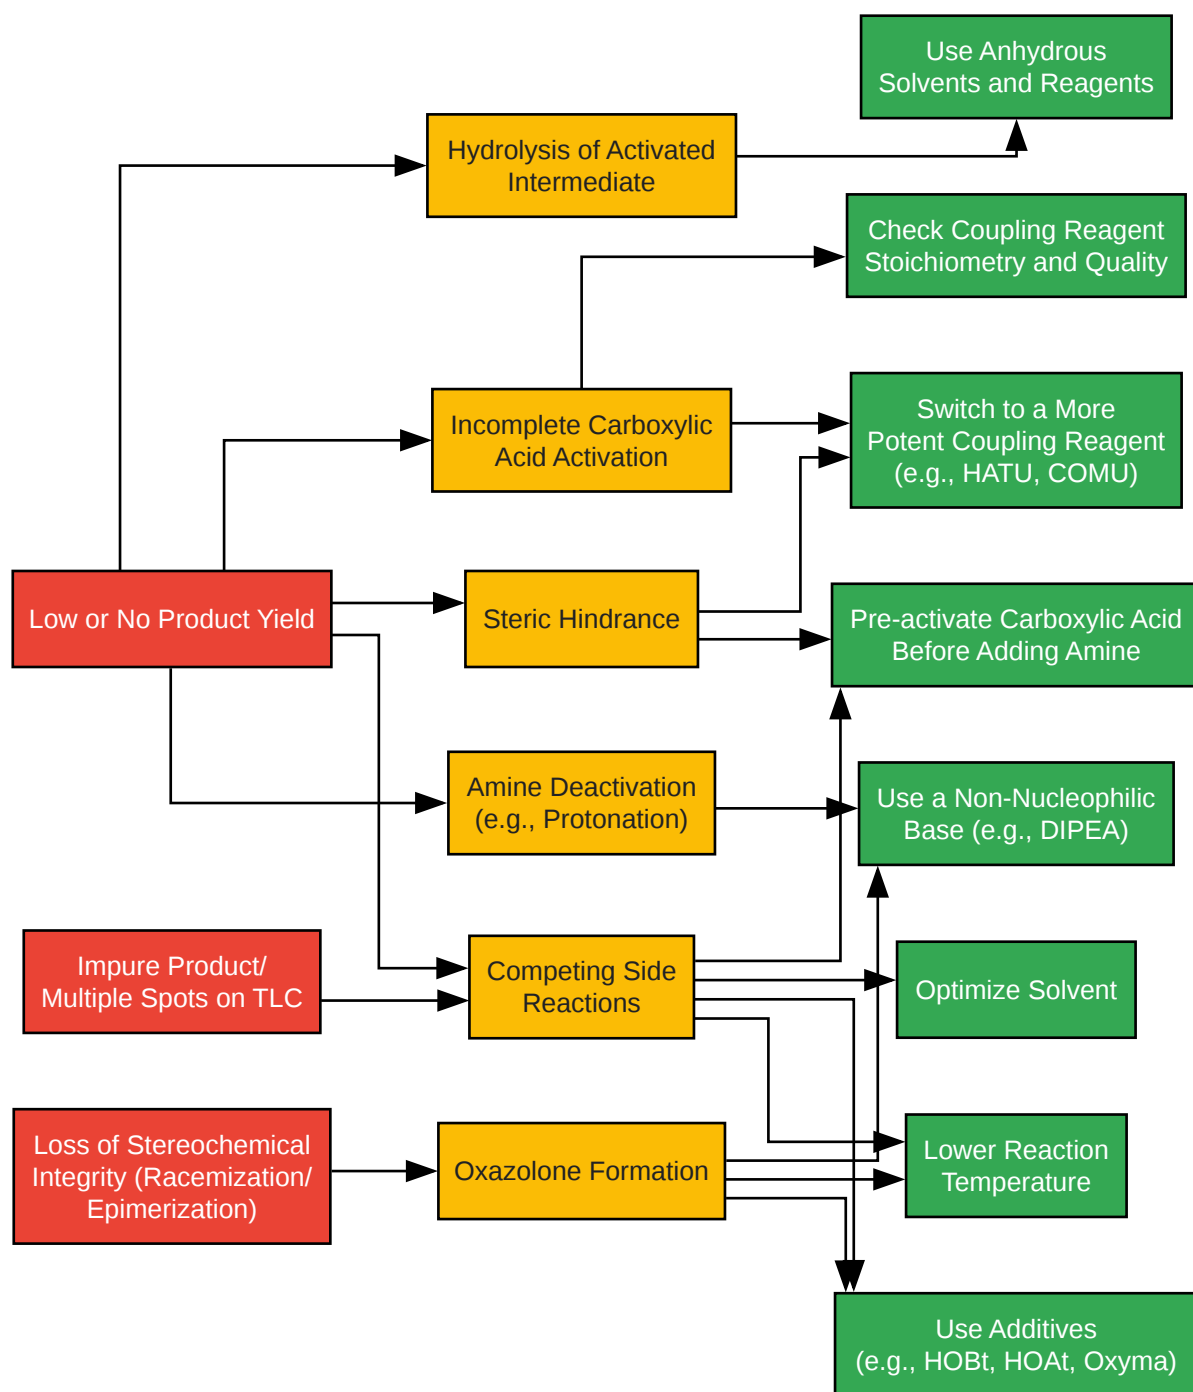 Use Anhydrous
Solvents and Reagents
Hydrolysis of Activated
Intermediate
Check Coupling Reagent
Stoichiometry and Quality
Incomplete Carboxylic
Acid Activation
Switch to a More
Potent Coupling Reagent
(e.g., HATU, COMU)
Low or No Product Yield
Steric Hindrance
Pre-activate Carboxylic Acid
Before Adding Amine
Amine Deactivation
(e.g., Protonation)
Use a Non-Nucleophilic
Base (e.g., DIPEA)
Impure Product/
Multiple Spots on TLC
Competing Side
Reactions
Optimize Solvent
Loss of Stereochemical
Integrity (Racemization/
Epimerization)
Oxazolone Formation
Lower Reaction
Temperature
Use Additives
(e.g., HOBt, HOAt, Oxyma)